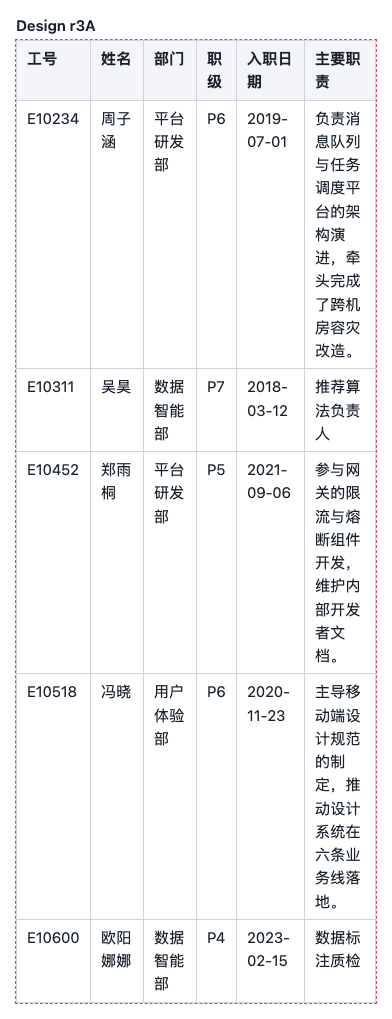 Design r3A
工号 姓名 部门 职级 入职日期 主要职责
E10234 周子涵 平台研发部 P6 2019-07-01 负责消息队列与任务调度平台的架构演进，牵头完成了跨机房容灾改造。
E10311 吴昊 数据智能部 P7 2018-03-12 推荐算法负责人
E10452 郑雨桐 平台研发部 P5 2021-09-06 参与网关的限流与熔断组件开发，维护内部开发者文档。
E10518 冯晓 用户体验部 P6 2020-11-23 主导移动端设计规范的制定，推动设计系统在六条业务线落地。
E10600 欧阳娜娜 数据智能部 P4 2023-02-15 数据标注质检